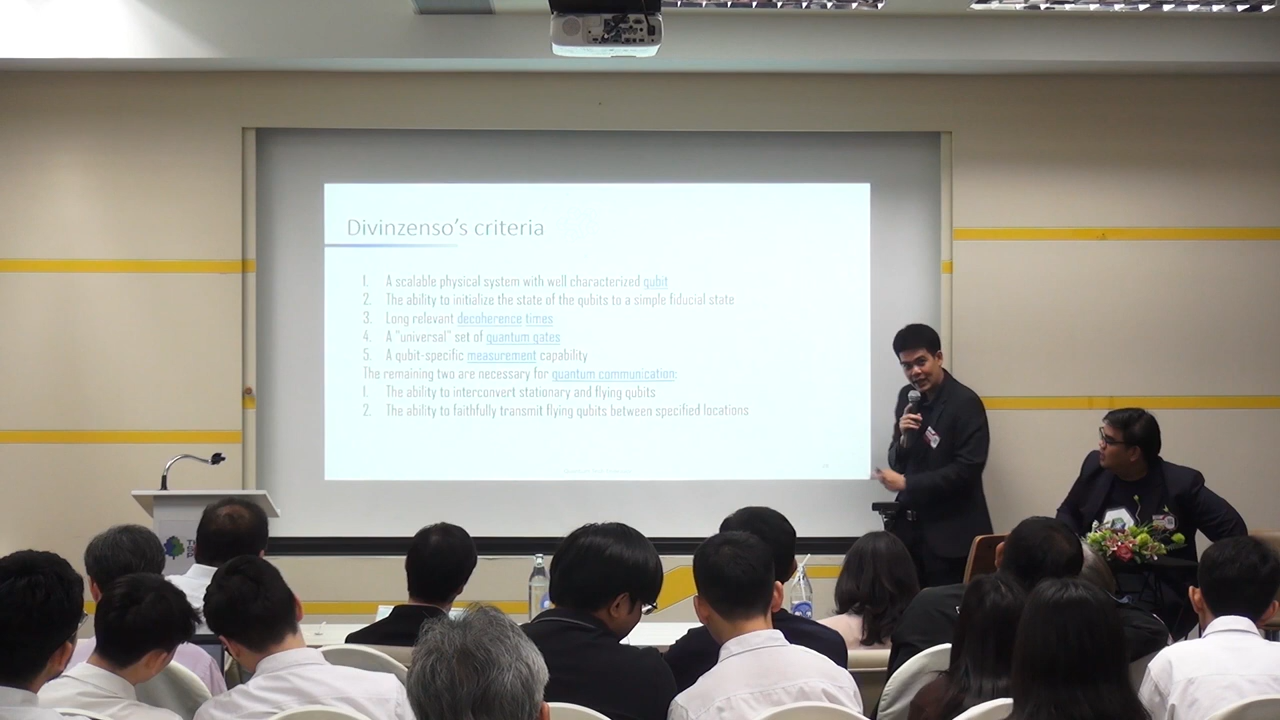 Divinzenso's criteria
1. A scalable physical system with well characterized qubit
2. The ability to initialize the state of the qubits to a simple fiducial state
3. Long relevant decoherence times
4. A "universal" set of quantum gates
5. A qubit-specific measurement capability
The remaining two are necessary for quantum communication:
1. The ability to interconvert stationary and flying qubits
2. The ability to faithfully transmit flying qubits between specified locations